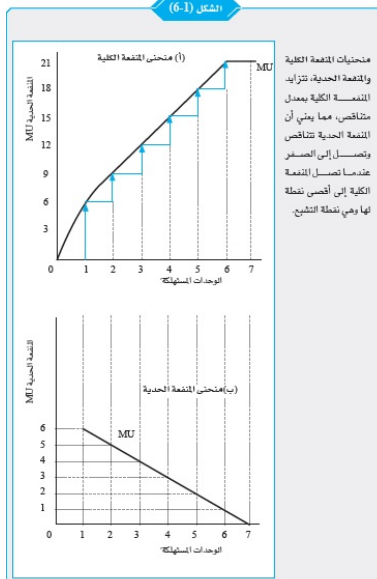 الشكل (1-6)
منحنيات المنفعة الكلية
والمنفعة الحدية، تتزايد
المنفعة الكلية بمعدل
متناقص، مما يعني أن
المنفعة الحدية تتناقص
وتصل إلى الصفر
عندما تصل المنفعة
الكلية إلى أقصى نقطة
لها وهي نقطة التشبع.
(أ) منحنى المنفعة الكلية
المنفعة الحدية MU
MU
21
18
15
12
9
6
3
0 1 2 3 4 5 6 7
الوحدات المستهلكة
(ب) منحنى المنفعة الحدية
المنفعة الحدية MU
MU
6
5
4
3
2
1
0 1 2 3 4 5 6 7
الوحدات المستهلكة